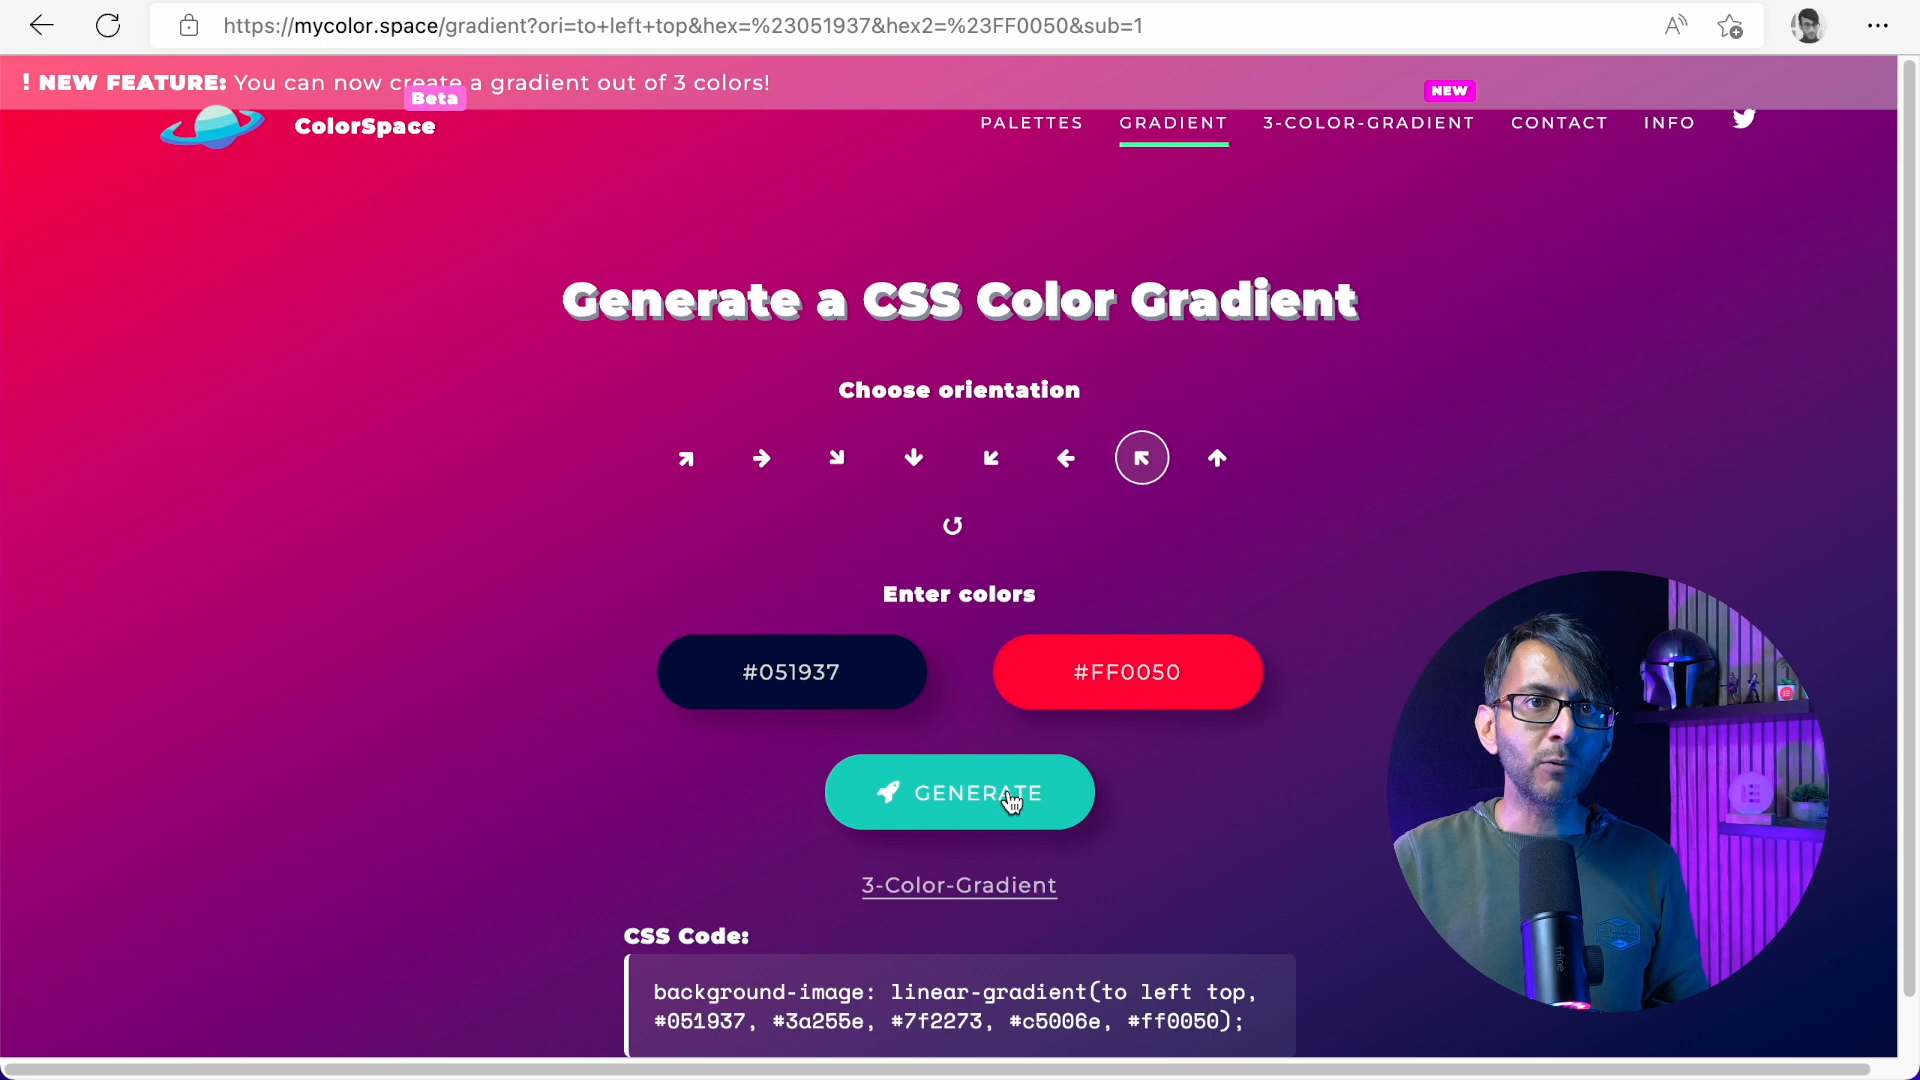 https://mycolor.space/gradient?ori=to+left+top&hex=%23051937&hex2=%23FF0050&sub=1
! NEW FEATURE: You can now create a gradient out of 3 colors!
Beta
ColorSpace
NEW
PALETTES GRADIENT 3-COLOR-GRADIENT CONTACT INFO
Generate a CSS Color Gradient
Choose orientation
Enter colors
#051937 #FF0050
GENERATE
3-Color-Gradient
CSS Code:
background-image: linear-gradient(to left top,
#051937, #3a255e, #7f2273, #c5006e, #ff0050);
fifine